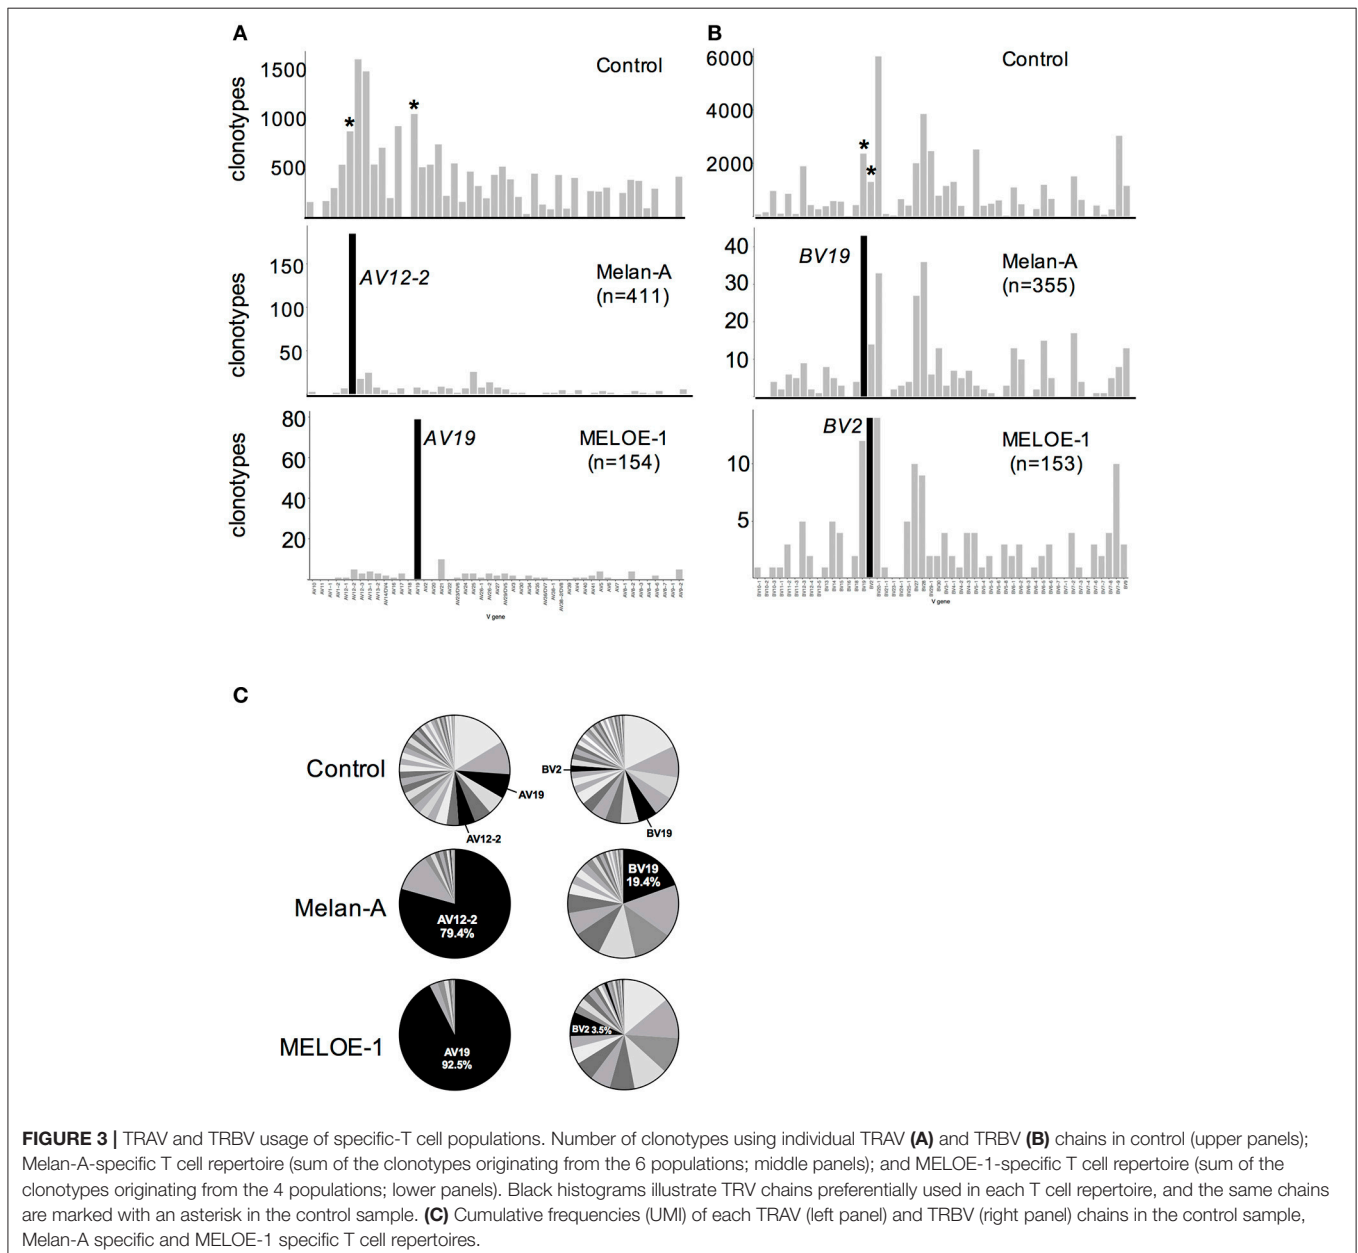 A
B
clonotypes
1500
1000
500
*
*
Control
6000
4000
2000
*
*
Control
clonotypes
150
100
50
AV12-2
Melan-A
(n=411)
40
30
20
10
BV19
Melan-A
(n=355)
clonotypes
80
60
40
20
AV19
MELOE-1
(n=154)
10
5
BV2
MELOE-1
(n=153)
V gene
V gene
C
Control
AV19
AV12-2
BV2
BV19
Melan-A
AV12-2
79.4%
BV19
19.4%
MELOE-1
AV19
92.5%
BV2 3.5%
FIGURE 3 | TRAV and TRBV usage of specific-T cell populations. Number of clonotypes using individual TRAV (A) and TRBV (B) chains in control (upper panels);
Melan-A-specific T cell repertoire (sum of the clonotypes originating from the 6 populations; middle panels); and MELOE-1-specific T cell repertoire (sum of the
clonotypes originating from the 4 populations; lower panels). Black histograms illustrate TRV chains preferentially used in each T cell repertoire, and the same chains
are marked with an asterisk in the control sample. (C) Cumulative frequencies (UMI) of each TRAV (left panel) and TRBV (right panel) chains in the control sample,
Melan-A specific and MELOE-1 specific T cell repertoires.